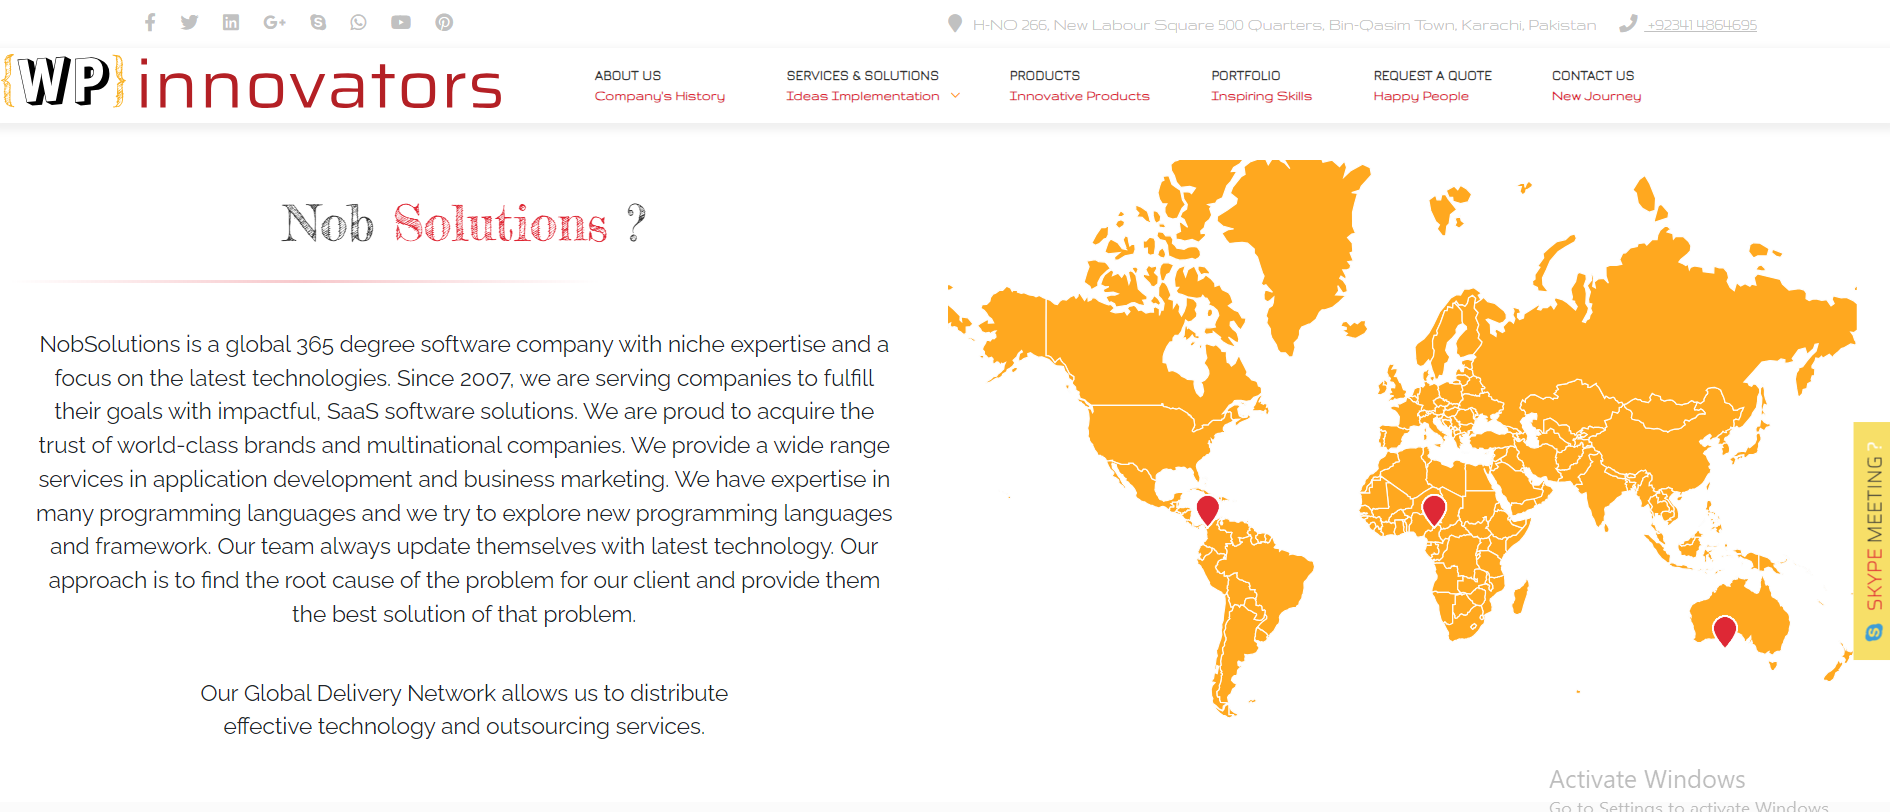 H-NO 266, New Labour Square 500 Quarters, Bin-Qasim Town, Karachi, Pakistan
+92341 4864695
{WP} innovators
ABOUT US
Company's History
SERVICES & SOLUTIONS
Ideas Implementation
PRODUCTS
Innovative Products
PORTFOLIO
Inspiring Skills
REQUEST A QUOTE
Happy People
CONTACT US
New Journey
Nob Solutions ?
NobSolutions is a global 365 degree software company with niche expertise and a
focus on the latest technologies. Since 2007, we are serving companies to fulfill
their goals with impactful, SaaS software solutions. We are proud to acquire the
trust of world-class brands and multinational companies. We provide a wide range
services in application development and business marketing. We have expertise in
many programming languages and we try to explore new programming languages
and framework. Our team always update themselves with latest technology. Our
approach is to find the root cause of the problem for our client and provide them
the best solution of that problem.
Our Global Delivery Network allows us to distribute
effective technology and outsourcing services.
SKYPE MEETING ?
Activate Windows
Go to Settings to activate Windows.